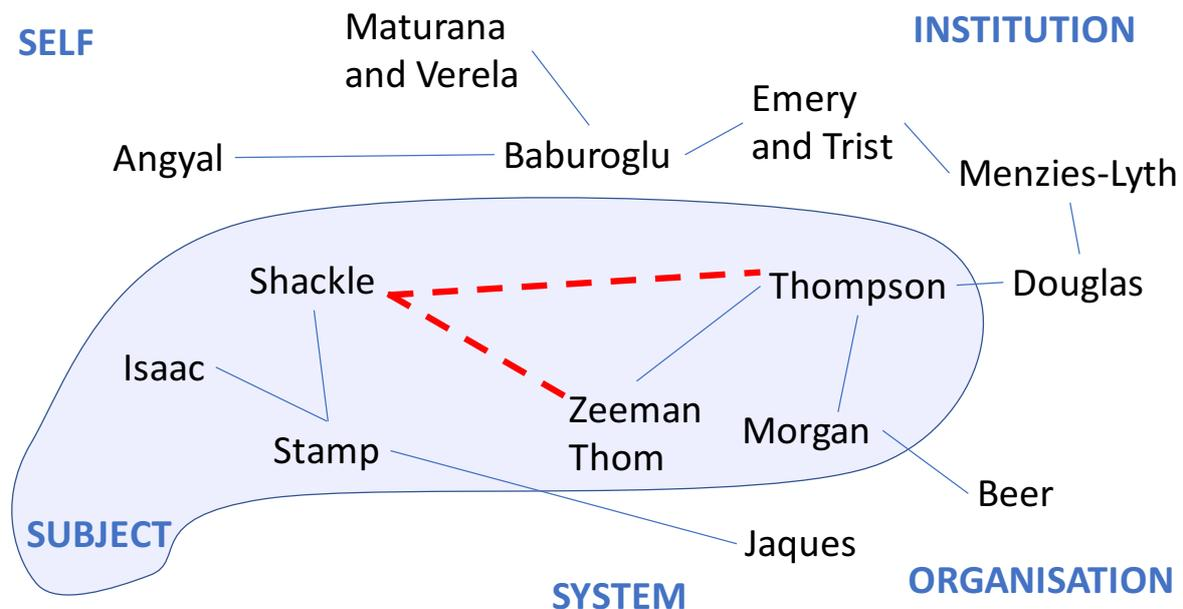 SELF
Maturana
and Verela
INSTITUTION
Emery
and Trist
Angyal
Baburoglu
Menzies-Lyth
Shackle
Thompson
Douglas
Isaac
Zeeman
Thom
Morgan
Stamp
Beer
SUBJECT
Jaques
SYSTEM
ORGANISATION